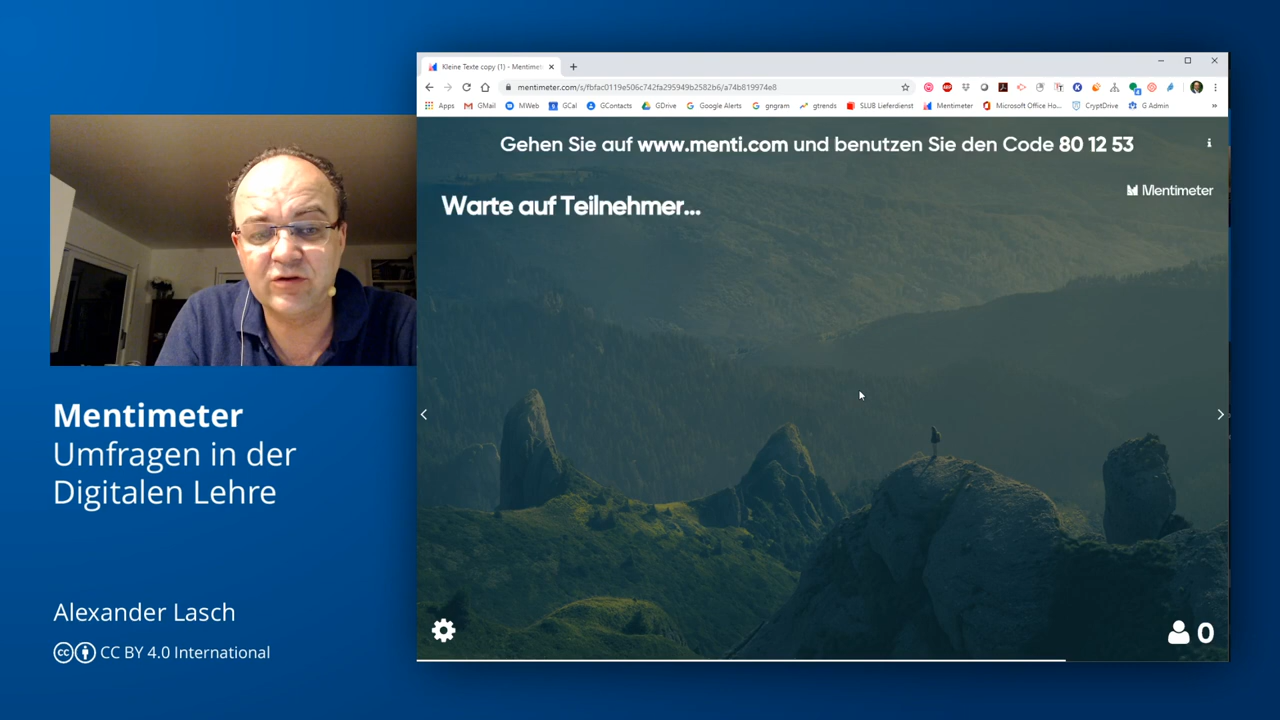 Kleine Texte copy (1) - Mentimet
mentimeter.com/s/fbfac0119e506c742fa295949b2582b6/a74b819974e8
Apps GMail MWeb GCal GContacts GDrive Google Alerts gngram gtrends SLUB Lieferdienst Mentimeter Microsoft Office Ho... CryptDrive G Admin »
Gehen Sie auf www.menti.com und benutzen Sie den Code 80 12 53
Mentimeter
Warte auf Teilnehmer...
Mentimeter
Umfragen in der
Digitalen Lehre
Alexander Lasch
CC BY 4.0 International
0